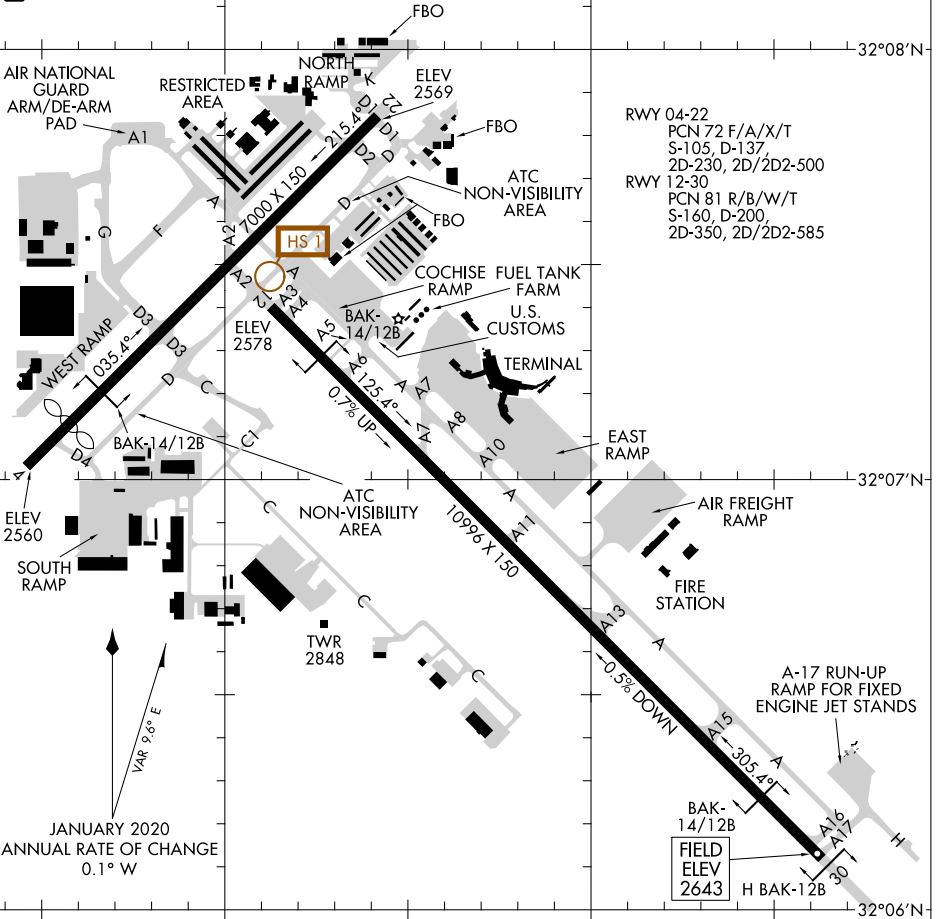 FBO
32°08'N
AIR NATIONAL
GUARD
ARM/DE-ARM
PAD
RESTRICTED
AREA
NORTH
RAMP
K
ELEV
2569
22
D1
D1
FBO
A1
215.4°
D2
D
RWY 04-22
PCN 72 F/A/X/T
S-105, D-137,
2D-230, 2D/2D2-500
RWY 12-30
PCN 81 R/B/W/T
S-160, D-200,
2D-350, 2D/2D2-585
ATC
NON-VISIBILITY
AREA
A
7000 X 150
D
FBO
G
F
A2
HS 1
A2
A
12
A3
A4
COCHISE
RAMP
FUEL TANK
FARM
U.S.
CUSTOMS
ELEV
2578
BAK-
14/12B
A5
A6
TERMINAL
D3
D3
WEST RAMP
035.4°
D
C
125.4°
0.7% UP
A
A7
A7
A8
A10
C1
BAK-14/12B
D4
4
EAST
RAMP
32°07'N
ELEV
2560
ATC
NON-VISIBILITY
AREA
C
A
A11
10996 X 150
AIR FREIGHT
RAMP
SOUTH
RAMP
FIRE
STATION
C
A13
A
TWR
2848
C
0.5% DOWN
A-17 RUN-UP
RAMP FOR FIXED
ENGINE JET STANDS
VAR 9.6° E
A15
A
305.4°
BAK-
14/12B
A16
A17
H
JANUARY 2020
ANNUAL RATE OF CHANGE
0.1° W
FIELD
ELEV
2643
H BAK-12B
30
32°06'N